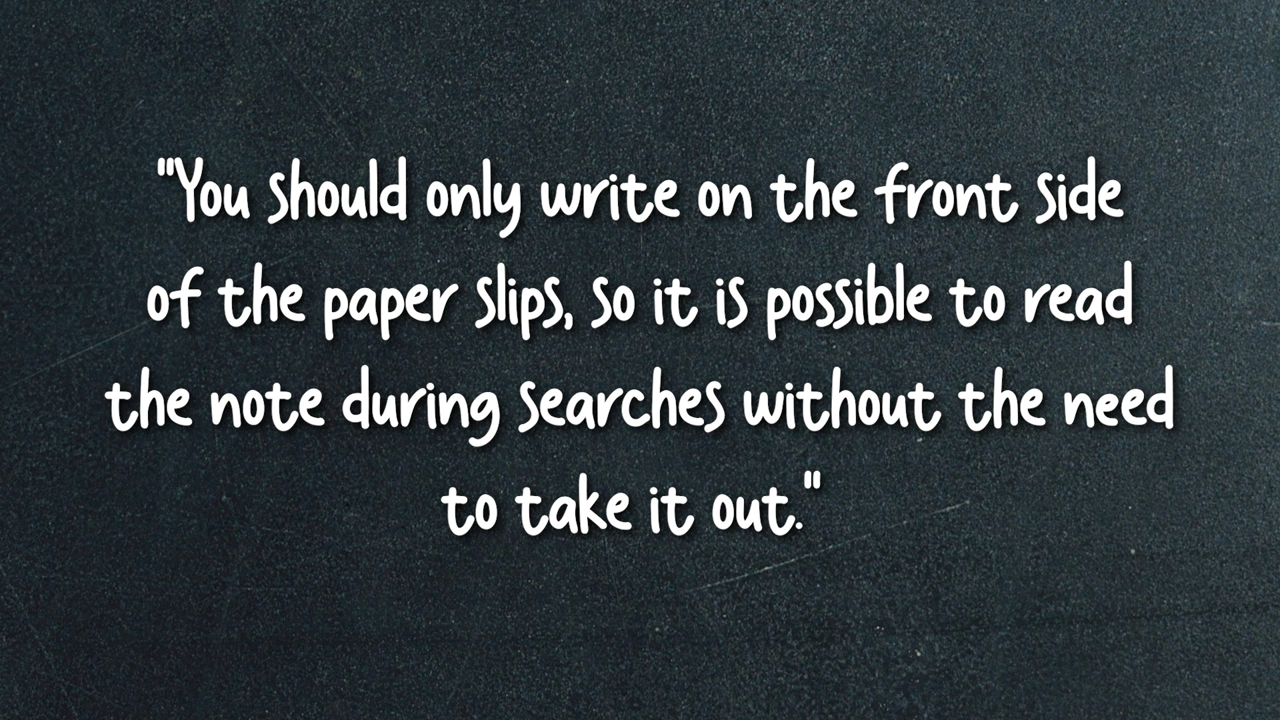 "You should only write on the front side
of the paper slips, so it is possible to read
the note during searches without the need
to take it out."